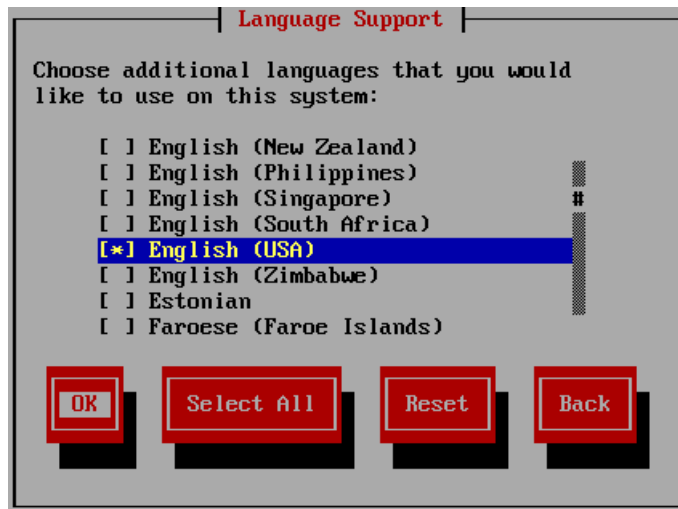 Language Support
Choose additional languages that you would
like to use on this system:
[ ] English (New Zealand)
[ ] English (Philippines)
[ ] English (Singapore)
[ ] English (South Africa)
[*] English (USA)
[ ] English (Zimbabwe)
[ ] Estonian
[ ] Faroese (Faroe Islands)
#
OK Select All Reset Back